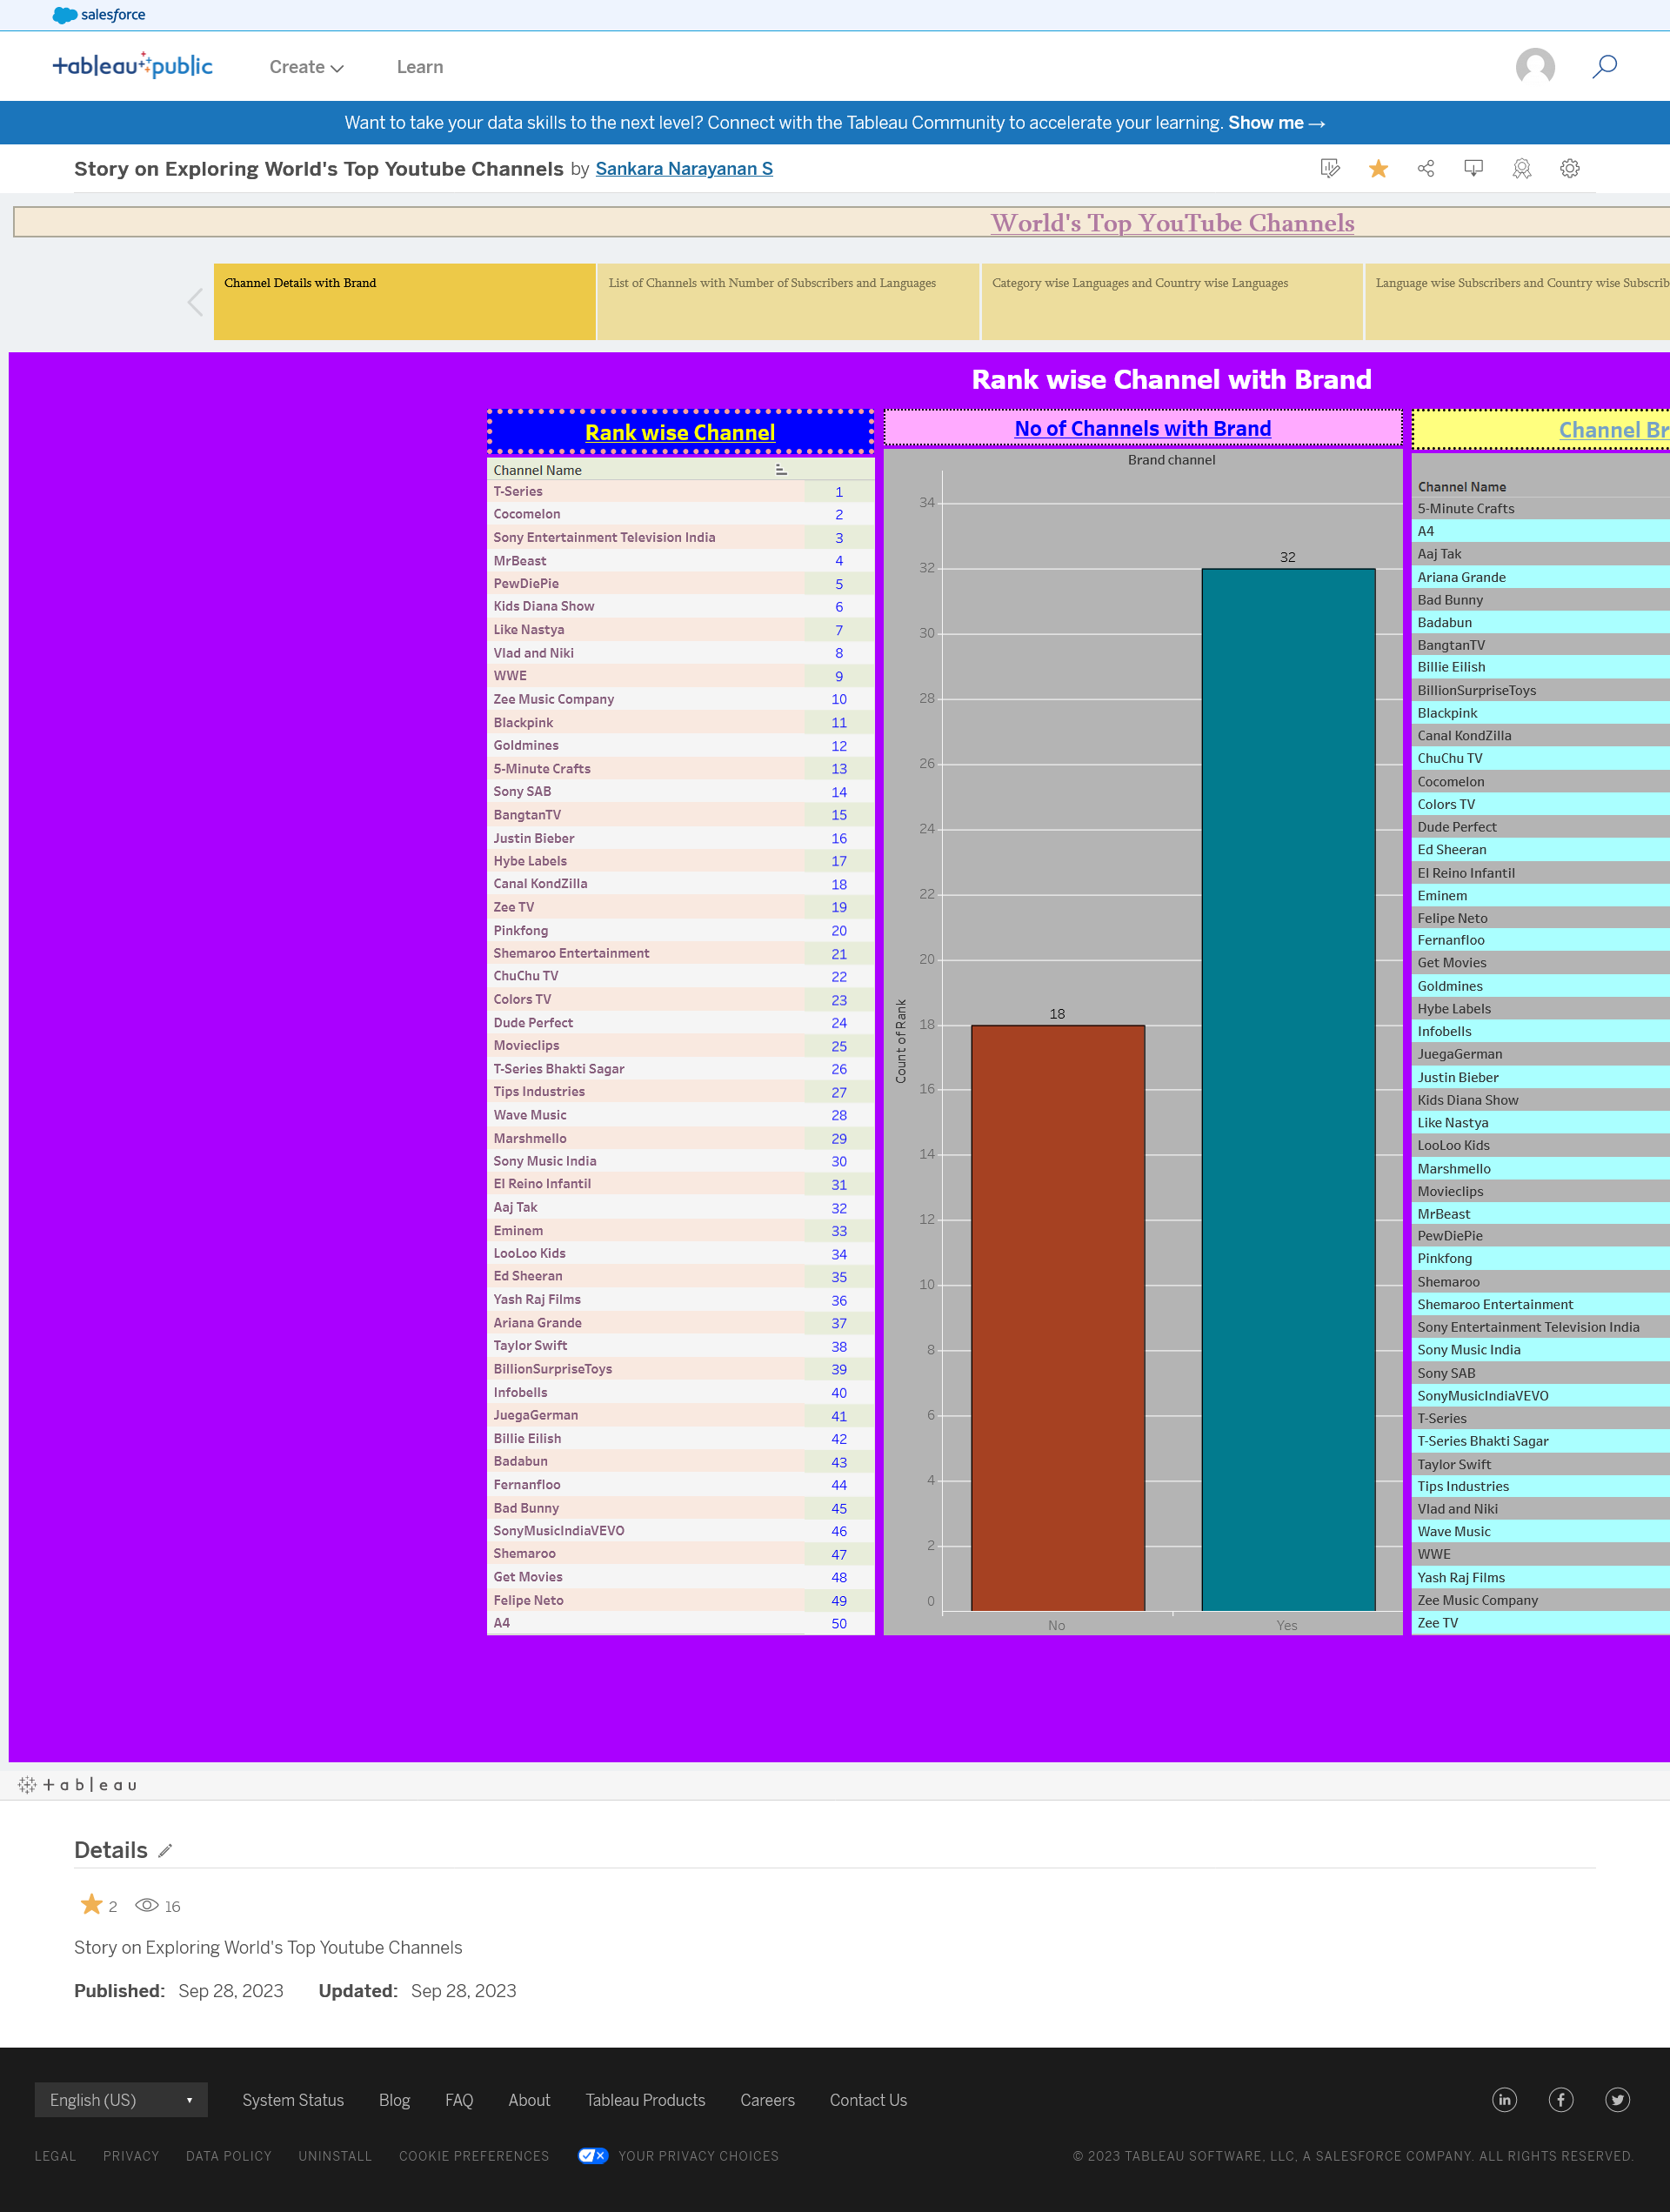 salesforce
tableau public
Create
Learn
Want to take your data skills to the next level? Connect with the Tableau Community to accelerate your learning. Show me →
Story on Exploring World's Top Youtube Channels by Sankara Narayanan S
World's Top YouTube Channels
Channel Details with Brand
List of Channels with Number of Subscribers and Languages
Category wise Languages and Country wise Languages
Language wise Subscribers and Country wise Subscrib
Rank wise Channel with Brand
Rank wise Channel
Channel Name
T-Series 1
Cocomelon 2
Sony Entertainment Television India 3
MrBeast 4
PewDiePie 5
Kids Diana Show 6
Like Nastya 7
Vlad and Niki 8
WWE 9
Zee Music Company 10
Blackpink 11
Goldmines 12
5-Minute Crafts 13
Sony SAB 14
BangtanTV 15
Justin Bieber 16
Hybe Labels 17
Canal KondZilla 18
Zee TV 19
Pinkfong 20
Shemaroo Entertainment 21
ChuChu TV 22
Colors TV 23
Dude Perfect 24
Movieclips 25
T-Series Bhakti Sagar 26
Tips Industries 27
Wave Music 28
Marshmello 29
Sony Music India 30
El Reino Infantil 31
Aaj Tak 32
Eminem 33
LooLoo Kids 34
Ed Sheeran 35
Yash Raj Films 36
Ariana Grande 37
Taylor Swift 38
BillionSurpriseToys 39
Infobells 40
JuegaGerman 41
Billie Eilish 42
Badabun 43
Fernanfloo 44
Bad Bunny 45
SonyMusicIndiaVEVO 46
Shemaroo 47
Get Movies 48
Felipe Neto 49
A4 50
No of Channels with Brand
Brand channel
34
32
30
28
26
24
22
20
18
16
14
12
10
8
6
4
2
0
Count of Rank
18
32
No
Yes
Channel Br
Channel Name
5-Minute Crafts
A4
Aaj Tak
Ariana Grande
Bad Bunny
Badabun
BangtanTV
Billie Eilish
BillionSurpriseToys
Blackpink
Canal KondZilla
ChuChu TV
Cocomelon
Colors TV
Dude Perfect
Ed Sheeran
El Reino Infantil
Eminem
Felipe Neto
Fernanfloo
Get Movies
Goldmines
Hybe Labels
Infobells
JuegaGerman
Justin Bieber
Kids Diana Show
Like Nastya
LooLoo Kids
Marshmello
Movieclips
MrBeast
PewDiePie
Pinkfong
Shemaroo
Shemaroo Entertainment
Sony Entertainment Television India
Sony Music India
Sony SAB
SonyMusicIndiaVEVO
T-Series
T-Series Bhakti Sagar
Taylor Swift
Tips Industries
Vlad and Niki
Wave Music
WWE
Yash Raj Films
Zee Music Company
Zee TV
tableau
Details
2
16
Story on Exploring World's Top Youtube Channels
Published: Sep 28, 2023 Updated: Sep 28, 2023
English (US)
System Status
Blog
FAQ
About
Tableau Products
Careers
Contact Us
LEGAL
PRIVACY
DATA POLICY
UNINSTALL
COOKIE PREFERENCES
YOUR PRIVACY CHOICES
© 2023 TABLEAU SOFTWARE, LLC, A SALESFORCE COMPANY. ALL RIGHTS RESERVED.